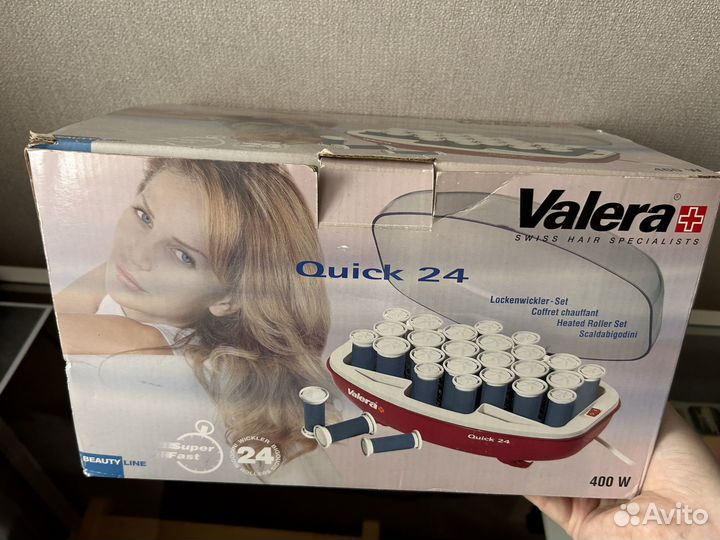 400 W
Valera
®
SWISS HAIR SPECIALISTS
Quick 24
Lockenwickler-Set
Coffret chauffant
Heated Roller Set
Scaldabigodini
Valera
Quick 24
Super
Fast
24
BEAUTY LINE
400 W
Avito